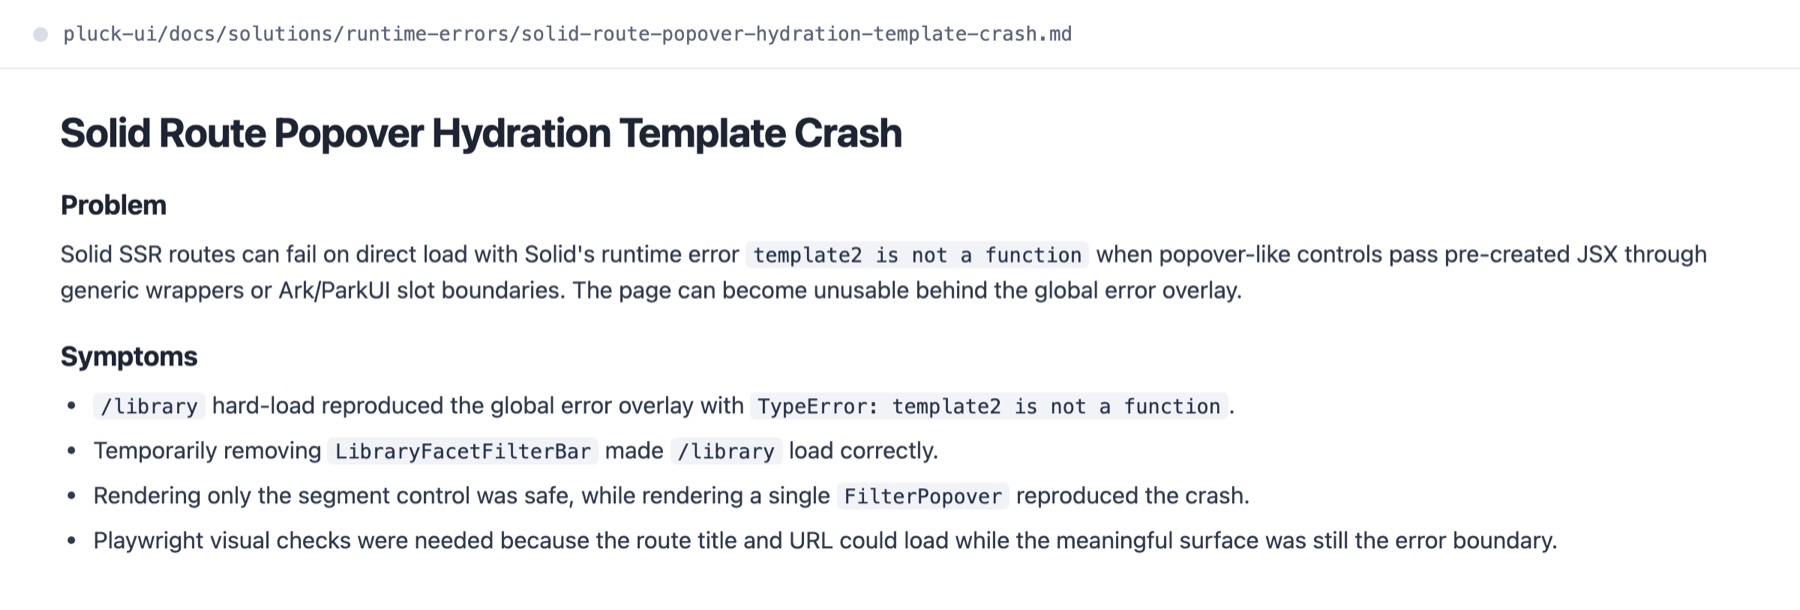 pluck-ui/docs/solutions/runtime-errors/solid-route-popover-hydration-template-crash.md
Solid Route Popover Hydration Template Crash
Problem
Solid SSR routes can fail on direct load with Solid's runtime error template2 is not a function when popover-like controls pass pre-created JSX through
generic wrappers or Ark/ParkUI slot boundaries. The page can become unusable behind the global error overlay.
Symptoms
• /library hard-load reproduced the global error overlay with TypeError: template2 is not a function.
• Temporarily removing LibraryFacetFilterBar made /library load correctly.
• Rendering only the segment control was safe, while rendering a single FilterPopover reproduced the crash.
• Playwright visual checks were needed because the route title and URL could load while the meaningful surface was still the error boundary.